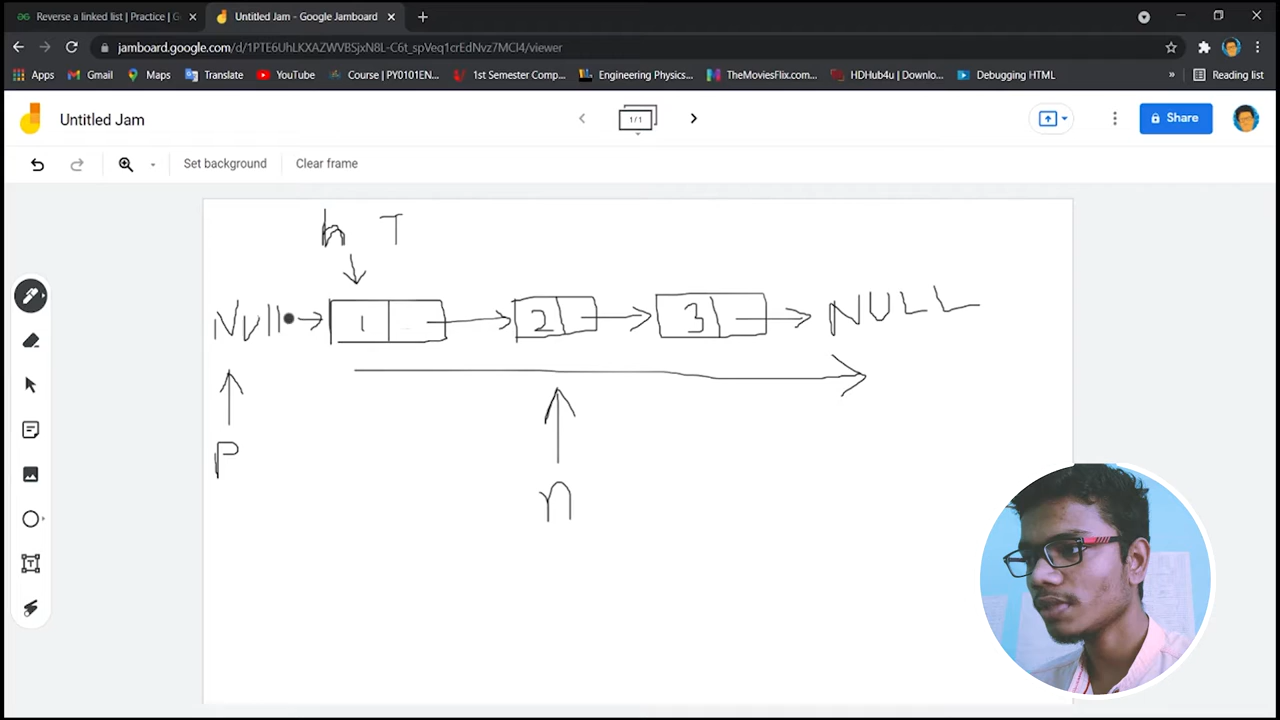 Reverse a linked list | Practice | G
Untitled Jam - Google Jamboard
jamboard.google.com/d/1PTE6UhLKXAZWVBSjxN8L-C6t_spVeq1crEdNvz7MCI4/viewer
Apps Gmail Maps Translate YouTube Course | PY0101EN... 1st Semester Comp... Engineering Physics... TheMoviesFlix.com... HDHub4u | Downlo... Debugging HTML » Reading list
Untitled Jam
1/1
Share
Set background Clear frame
h T
Null 1 2 3 NULL
P
n